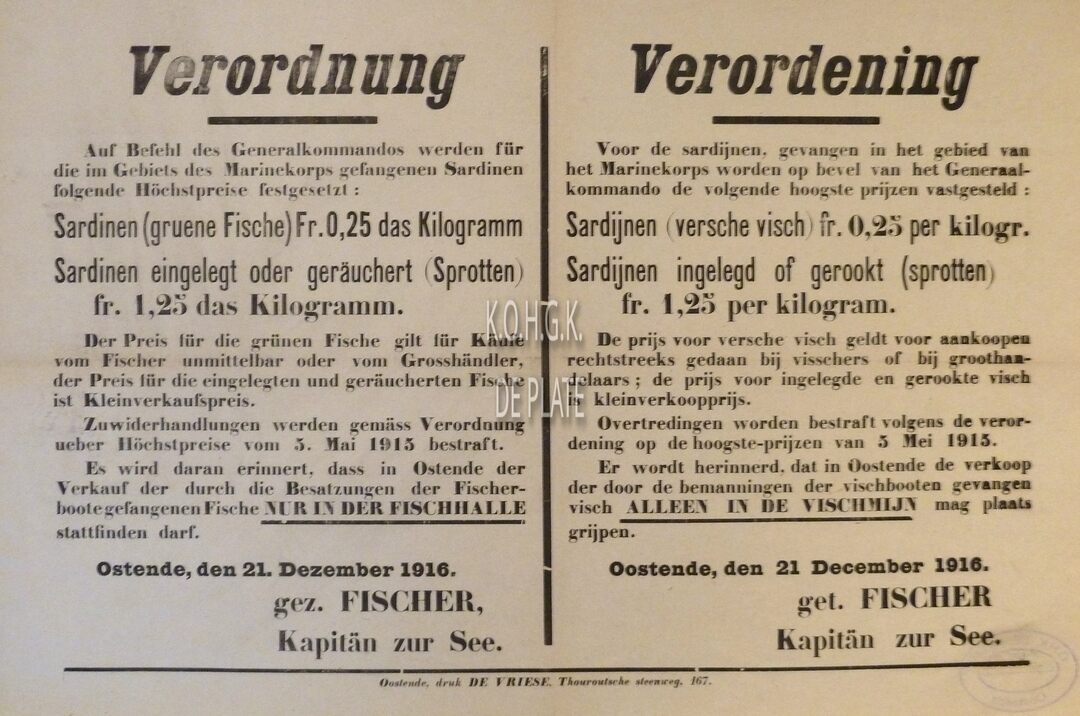 Verordnung
Auf Befehl des Generalkommandos werden für
die im Gebiets des Marinekorps gefangenen Sardinen
folgende Höchstpreise festgesetzt :
Sardinen (gruene Fische) Fr. 0,25 das Kilogramm
Sardinen eingelegt oder geräuchert (Sprotten)
fr. 1,25 das Kilogramm.
Der Preis für die grünen Fische gilt für Käufe
vom Fischer unmittelbar oder vom Grosshändler,
der Preis für die eingelegten und geräucherten Fische
ist Kleinverkaufspreis.
Zuwiderhandlungen werden gemäss Verordnung
ueber Höchstpreise vom 5. Mai 1915 bestraft.
Es wird daran erinnert, dass in Ostende der
Verkauf der durch die Besatzungen der Fischer-
boote gefangenen Fische NUR IN DER FISCHHALLE
stattfinden darf.
Ostende, den 21. Dezember 1916.
gez. FISCHER,
Kapitän zur See.
Verordening
Voor de sardijnen, gevangen in het gebied van
het Marinekorps worden op bevel van het Generaal-
kommando de volgende hoogste prijzen vastgesteld :
Sardijnen (versche visch) fr. 0,25 per kilogr.
Sardijnen ingelegd of gerookt (sprotten)
fr. 1,25 per kilogram.
De prijs voor versche visch geldt voor aankoopen
rechtstreeks gedaan bij visschers of bij groothan-
delaars ; de prijs voor ingelegde en gerookte visch
is kleinverkoopprijs.
Overtredingen worden bestraft volgens de veror-
dening op de hoogste-prijzen van 5 Mei 1915.
Er wordt herinnerd, dat in Oostende de verkoop
der door de bemanningen der vischbooten gevangen
visch ALLEEN IN DE VISCHMIJN mag plaats
grijpen.
Oostende, den 21 December 1916.
get. FISCHER
Kapitän zur See.
Oostende, druk DE VRIESE, Thouroutsche steenweg, 167.
K.O.H.G.K.
DE PLATE